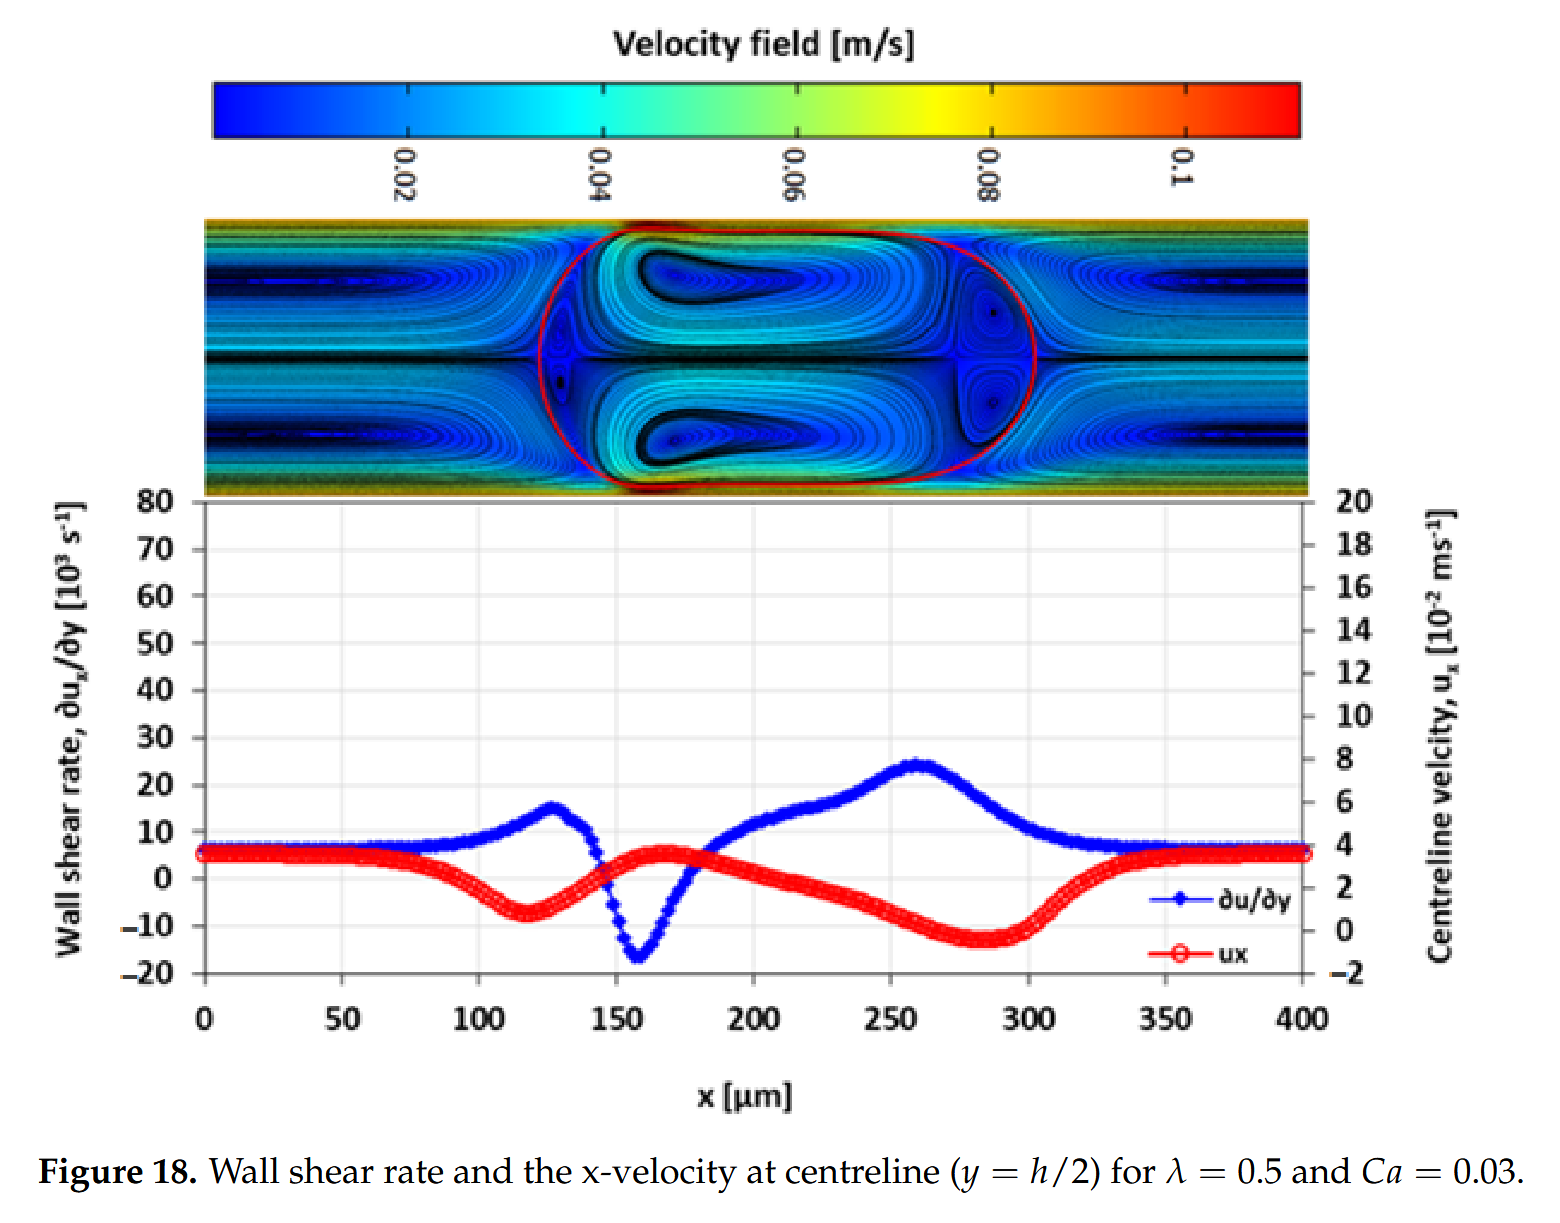 Velocity field [m/s]
0.02 0.04 0.06 0.08 0.1
Wall shear rate, ∂uₓ/∂y [10³ s⁻¹]
80
70
60
50
40
30
20
10
0
−10
−20
20
18
16
14
12
10
8
6
4
2
0
−2
Centreline velcity, uₓ [10⁻² ms⁻¹]
∂u/∂y
ux
0 50 100 150 200 250 300 350 400
x [µm]
Figure 18. Wall shear rate and the x-velocity at centreline (y = h/2) for λ = 0.5 and Ca = 0.03.